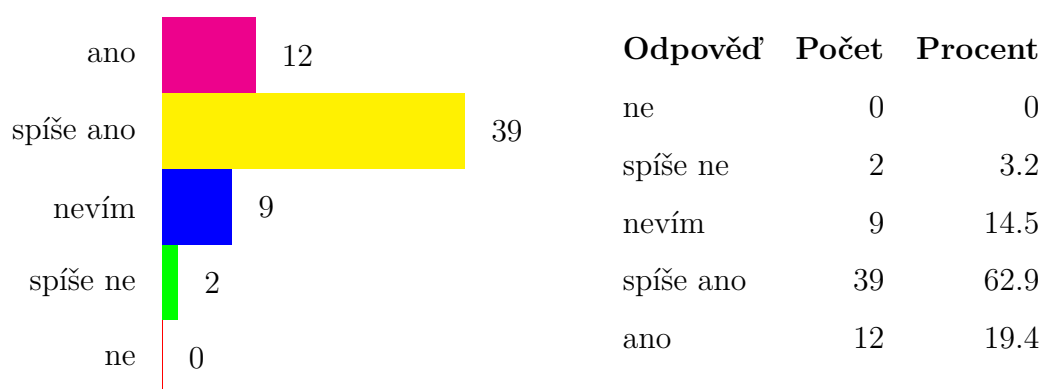 ano 12
spíše ano 39
nevím 9
spíše ne 2
ne 0
Odpověď Počet Procent
ne 0 0
spíše ne 2 3.2
nevím 9 14.5
spíše ano 39 62.9
ano 12 19.4